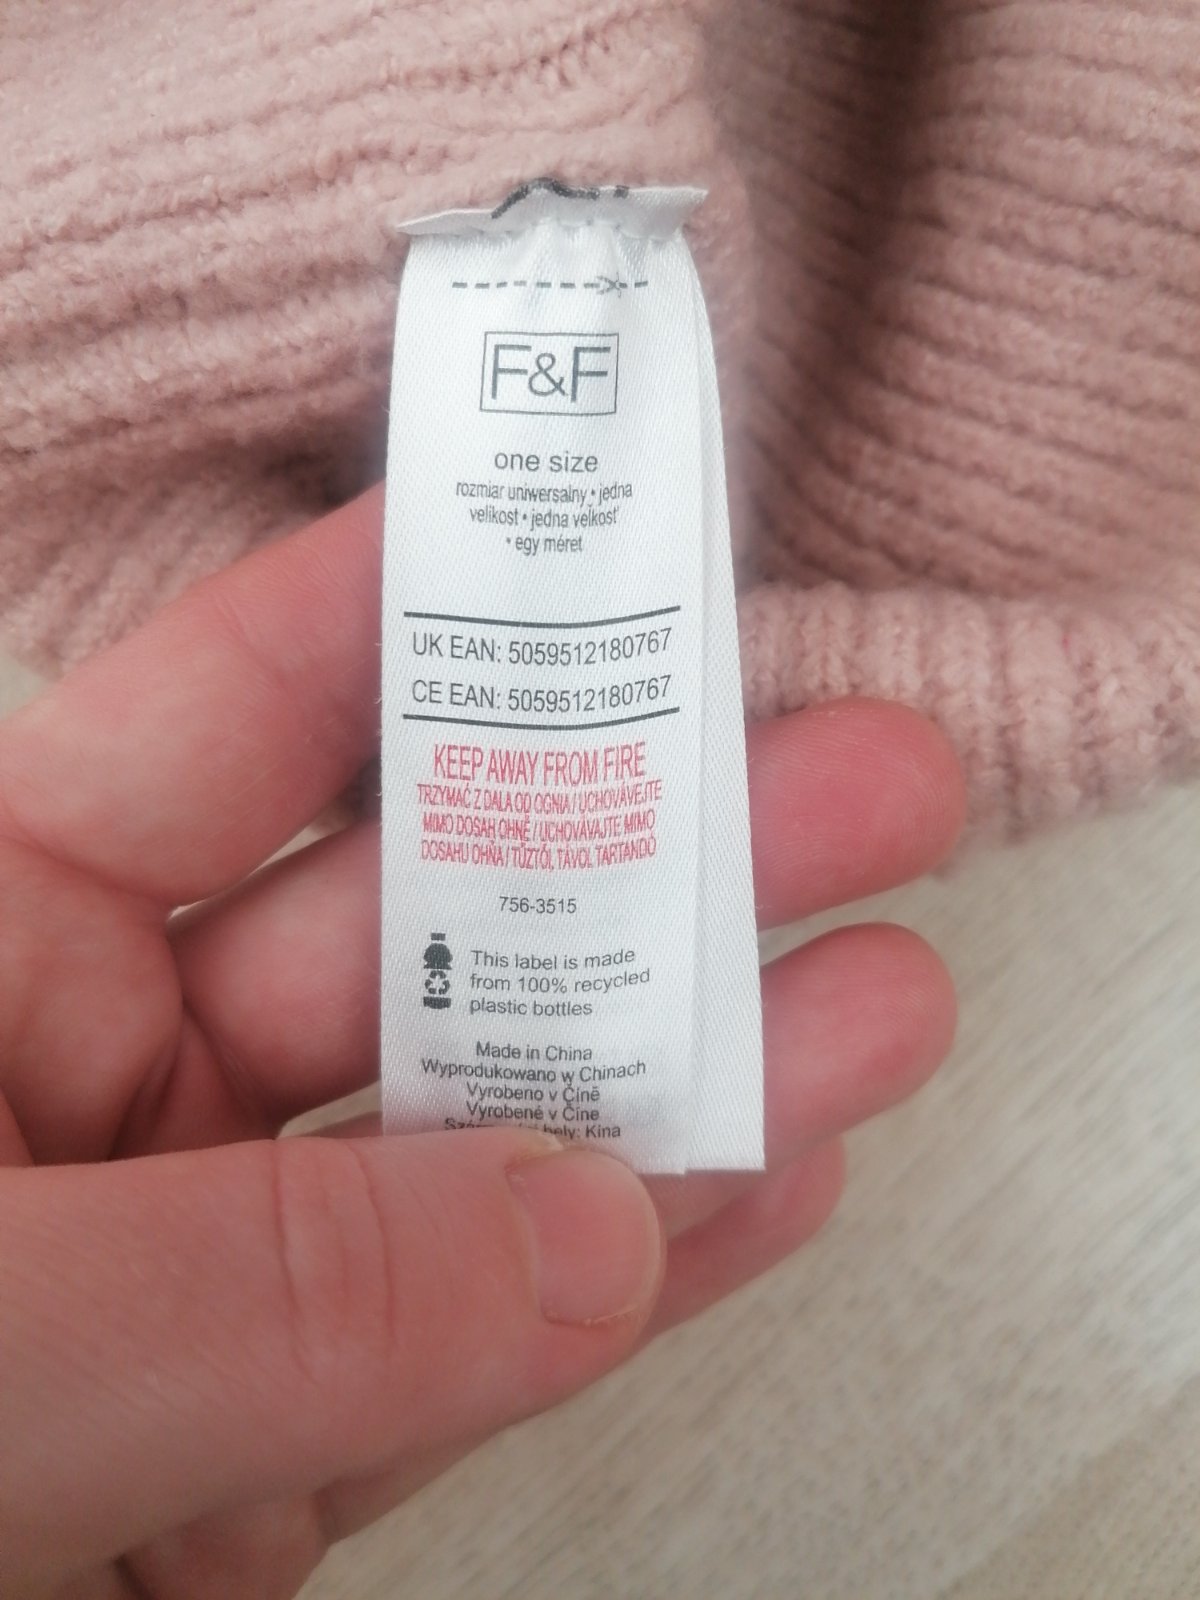 F&F
one size
rozmiar uniwersalny • jedna
velikost • jedna veľkosť
• egy méret
UK EAN: 5059512180767
CE EAN: 5059512180767
KEEP AWAY FROM FIRE
TRZYMAĆ Z DALA OD OGNIA / UCHOVÁVEJTE
MIMO DOSAH OHNĚ / UCHOVÁVAJTE MIMO
DOSAHU OHŇA / TŰZTŐL TÁVOL TARTANDÓ
756-3515
This label is made
from 100% recycled
plastic bottles
Made in China
Wyprodukowano w Chinach
Vyrobeno v Číně
Vyrobené v Číne
hely: Kína